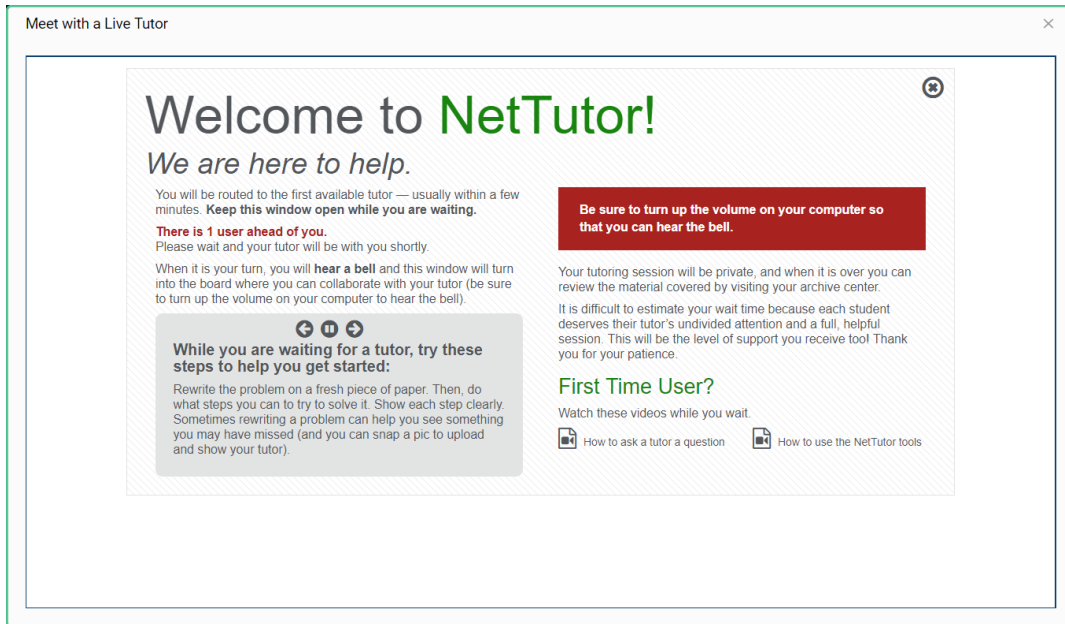 Meet with a Live Tutor
Welcome to NetTutor!
We are here to help.
You will be routed to the first available tutor — usually within a few
minutes. Keep this window open while you are waiting.
There is 1 user ahead of you.
Please wait and your tutor will be with you shortly.
When it is your turn, you will hear a bell and this window will turn
into the board where you can collaborate with your tutor (be sure
to turn up the volume on your computer to hear the bell).
While you are waiting for a tutor, try these
steps to help you get started:
Rewrite the problem on a fresh piece of paper. Then, do
what steps you can to try to solve it. Show each step clearly.
Sometimes rewriting a problem can help you see something
you may have missed (and you can snap a pic to upload
and show your tutor).
Be sure to turn up the volume on your computer so
that you can hear the bell.
Your tutoring session will be private, and when it is over you can
review the material covered by visiting your archive center.
It is difficult to estimate your wait time because each student
deserves their tutor's undivided attention and a full, helpful
session. This will be the level of support you receive too! Thank
you for your patience.
First Time User?
Watch these videos while you wait.
How to ask a tutor a question
How to use the NetTutor tools